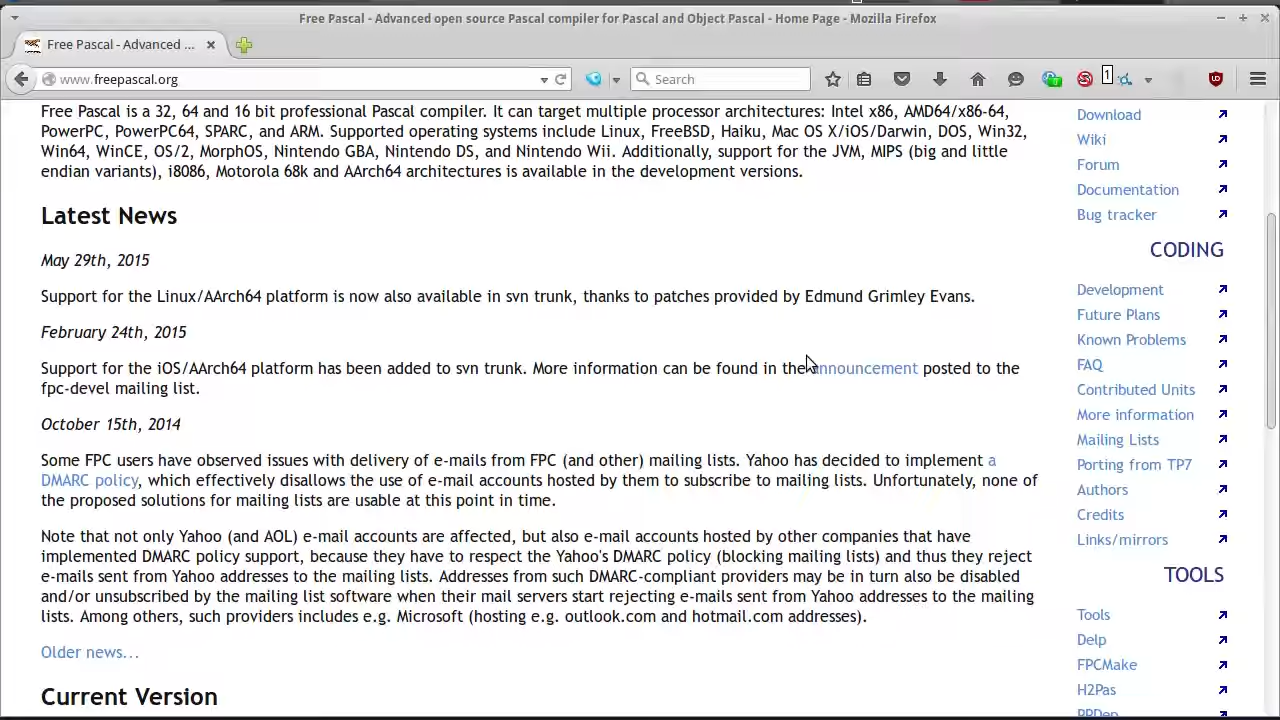 Free Pascal - Advanced open source Pascal compiler for Pascal and Object Pascal - Home Page - Mozilla Firefox
Free Pascal - Advanced ...
www.freepascal.org
Search
1
Free Pascal is a 32, 64 and 16 bit professional Pascal compiler. It can target multiple processor architectures: Intel x86, AMD64/x86-64,
PowerPC, PowerPC64, SPARC, and ARM. Supported operating systems include Linux, FreeBSD, Haiku, Mac OS X/iOS/Darwin, DOS, Win32,
Win64, WinCE, OS/2, MorphOS, Nintendo GBA, Nintendo DS, and Nintendo Wii. Additionally, support for the JVM, MIPS (big and little
endian variants), i8086, Motorola 68k and AArch64 architectures is available in the development versions.
Latest News
May 29th, 2015
Support for the Linux/AArch64 platform is now also available in svn trunk, thanks to patches provided by Edmund Grimley Evans.
February 24th, 2015
Support for the iOS/AArch64 platform has been added to svn trunk. More information can be found in the announcement posted to the
fpc-devel mailing list.
October 15th, 2014
Some FPC users have observed issues with delivery of e-mails from FPC (and other) mailing lists. Yahoo has decided to implement a
DMARC policy, which effectively disallows the use of e-mail accounts hosted by them to subscribe to mailing lists. Unfortunately, none of
the proposed solutions for mailing lists are usable at this point in time.
Note that not only Yahoo (and AOL) e-mail accounts are affected, but also e-mail accounts hosted by other companies that have
implemented DMARC policy support, because they have to respect the Yahoo's DMARC policy (blocking mailing lists) and thus they reject
e-mails sent from Yahoo addresses to the mailing lists. Addresses from such DMARC-compliant providers may be in turn also be disabled
and/or unsubscribed by the mailing list software when their mail servers start rejecting e-mails sent from Yahoo addresses to the mailing
lists. Among others, such providers includes e.g. Microsoft (hosting e.g. outlook.com and hotmail.com addresses).
Older news...
Current Version
Download
Wiki
Forum
Documentation
Bug tracker
CODING
Development
Future Plans
Known Problems
FAQ
Contributed Units
More information
Mailing Lists
Porting from TP7
Authors
Credits
Links/mirrors
TOOLS
Tools
Delp
FPCMake
H2Pas
PPDep